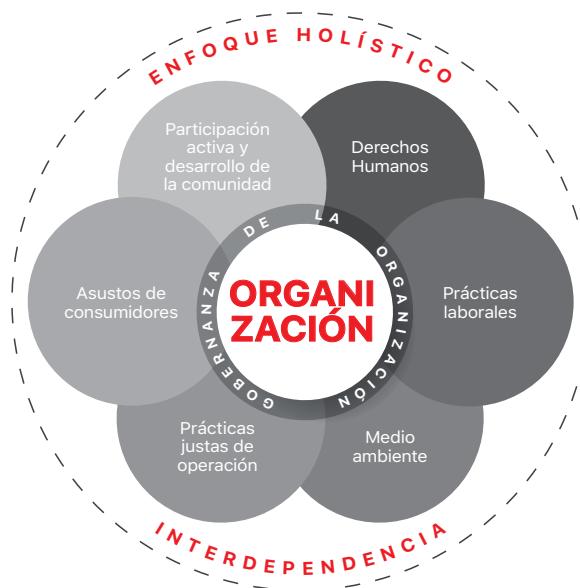 ENFOQUE HOLÍSTICO
Participación
activa y
desarrollo de
la comunidad
Derechos
Humanos
Asustos de
consumidores
GOBERNANZA DE LA ORGANIZACIÓN
ORGANI
ZACIÓN
Prácticas
laborales
Prácticas
justas de
operación
Medio
ambiente
INTERDEPENDENCIA